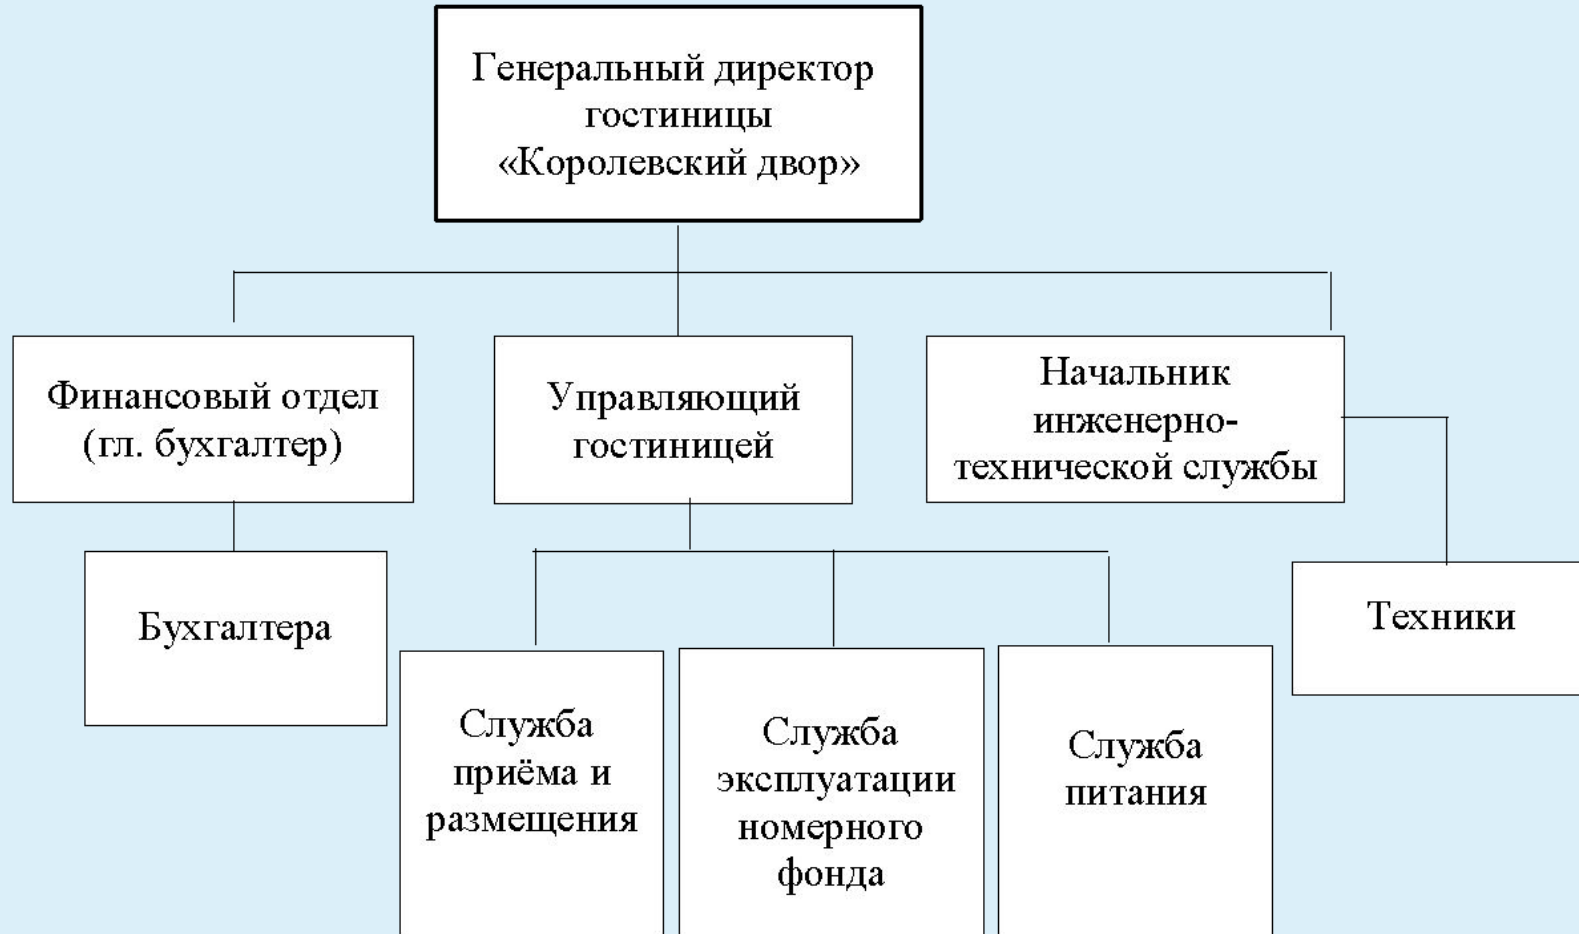 Генеральный директор
гостиницы
«Королевский двор»
Финансовый отдел
(гл. бухгалтер)
Управляющий
гостиницей
Начальник
инженерно-
технической службы
Бухгалтера
Служба
приёма и
размещения
Служба
эксплуатации
номерного
фонда
Служба
питания
Техники